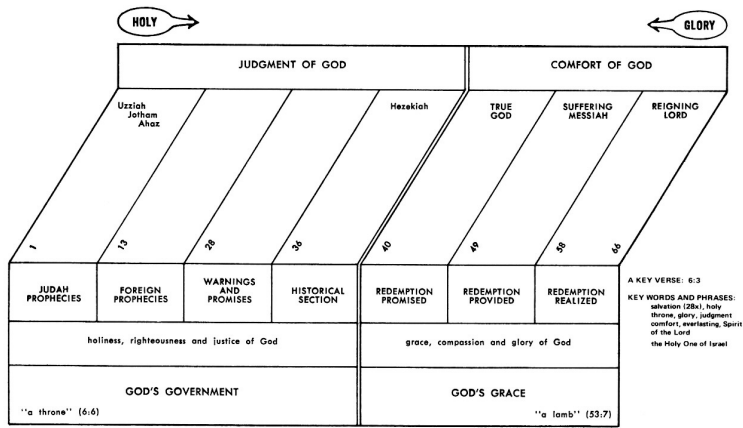 HOLY
GLORY
JUDGMENT OF GOD
COMFORT OF GOD
Uzziah
Jotham
Ahaz
Hezekiah
TRUE
GOD
SUFFERING
MESSIAH
REIGNING
LORD
1
13
28
36
40
49
58
66
JUDAH
PROPHECIES
FOREIGN
PROPHECIES
WARNINGS
AND
PROMISES
HISTORICAL
SECTION
REDEMPTION
PROMISED
REDEMPTION
PROVIDED
REDEMPTION
REALIZED
holiness, righteousness and justice of God
grace, compassion and glory of God
GOD'S GOVERNMENT
GOD'S GRACE
"a throne" (6:6)
"a lamb" (53:7)
A KEY VERSE: 6:3
KEY WORDS AND PHRASES:
salvation (28x), holy
throne, glory, judgment
comfort, everlasting, Spirit
of the Lord
the Holy One of Israel